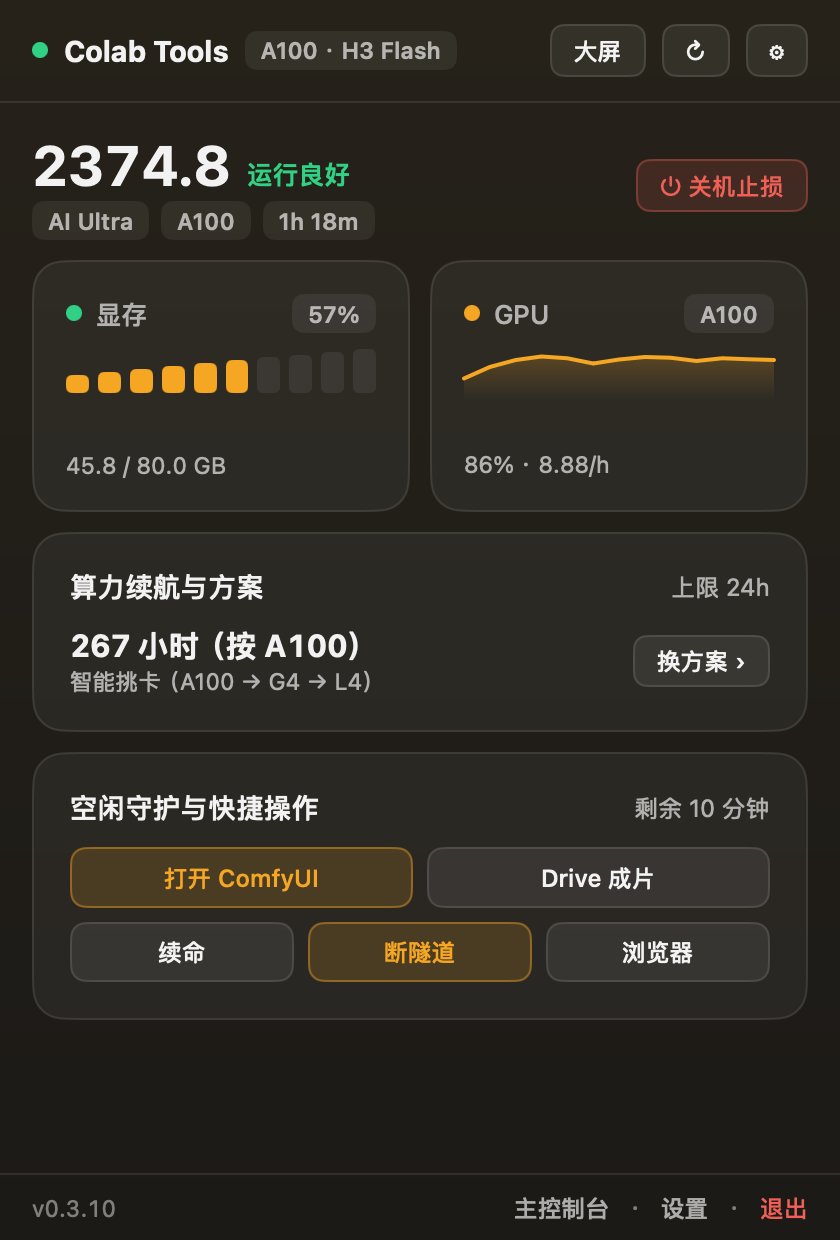 Colab Tools A100 · H3 Flash 大屏 ↻ ⚙
2374.8 运行良好
⏻ 关机止损
AI Ultra A100 1h 18m
显存 57%
45.8 / 80.0 GB
GPU A100
86% · 8.88/h
算力续航与方案 上限 24h
267 小时（按 A100）
智能挑卡（A100 → G4 → L4）
换方案 ›
空闲守护与快捷操作 剩余 10 分钟
打开 ComfyUI Drive 成片
续命 断隧道 浏览器
v0.3.10 主控制台 · 设置 · 退出